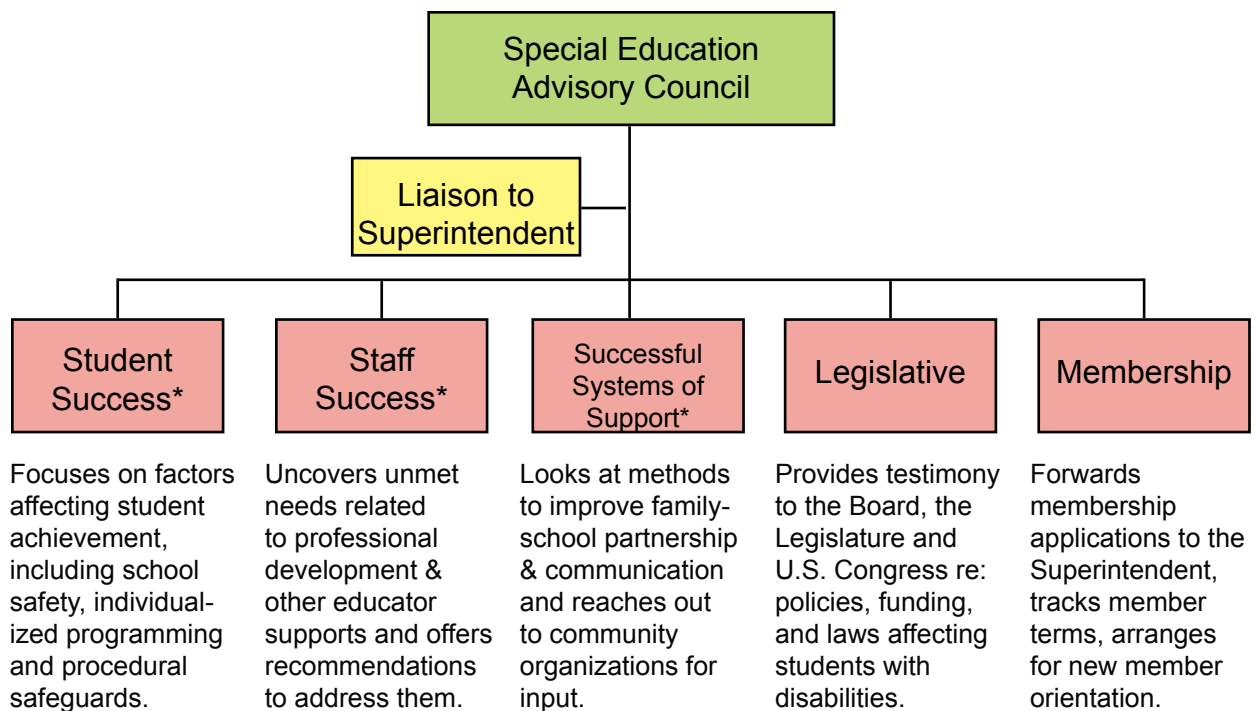 Special Education
Advisory Council
Liaison to
Superintendent
Student
Success*
Staff
Success*
Successful
Systems of
Support*
Legislative
Membership
Focuses on factors
affecting student
achievement,
including school
safety, individual-
ized programming
and procedural
safeguards.
Uncovers unmet
needs related
to professional
development &
other educator
supports and offers
recommendations
to address them.
Looks at methods
to improve family-
school partnership
& communication
and reaches out
to community
organizations for
input.
Provides testimony
to the Board, the
Legislature and
U.S. Congress re:
policies, funding,
and laws affecting
students with
disabilities.
Forwards
membership
applications to the
Superintendent,
tracks member
terms, arranges
for new member
orientation.